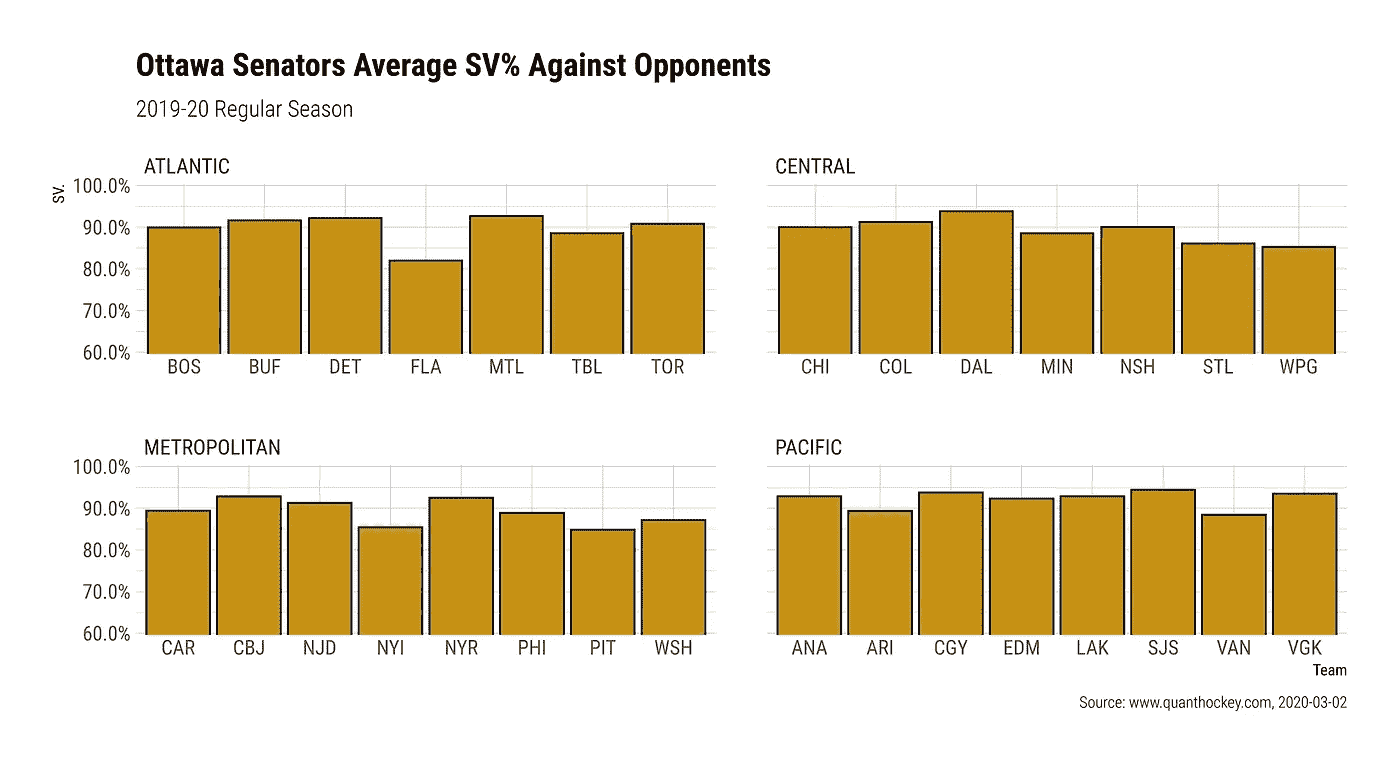 Ottawa Senators Average SV% Against Opponents
2019-20 Regular Season
ATLANTIC
SV.
100.0%
90.0%
80.0%
70.0%
60.0%
BOS BUF DET FLA MTL TBL TOR
CENTRAL
CHI COL DAL MIN NSH STL WPG
METROPOLITAN
100.0%
90.0%
80.0%
70.0%
60.0%
CAR CBJ NJD NYI NYR PHI PIT WSH
PACIFIC
ANA ARI CGY EDM LAK SJS VAN VGK
Team
Source: www.quanthockey.com, 2020-03-02